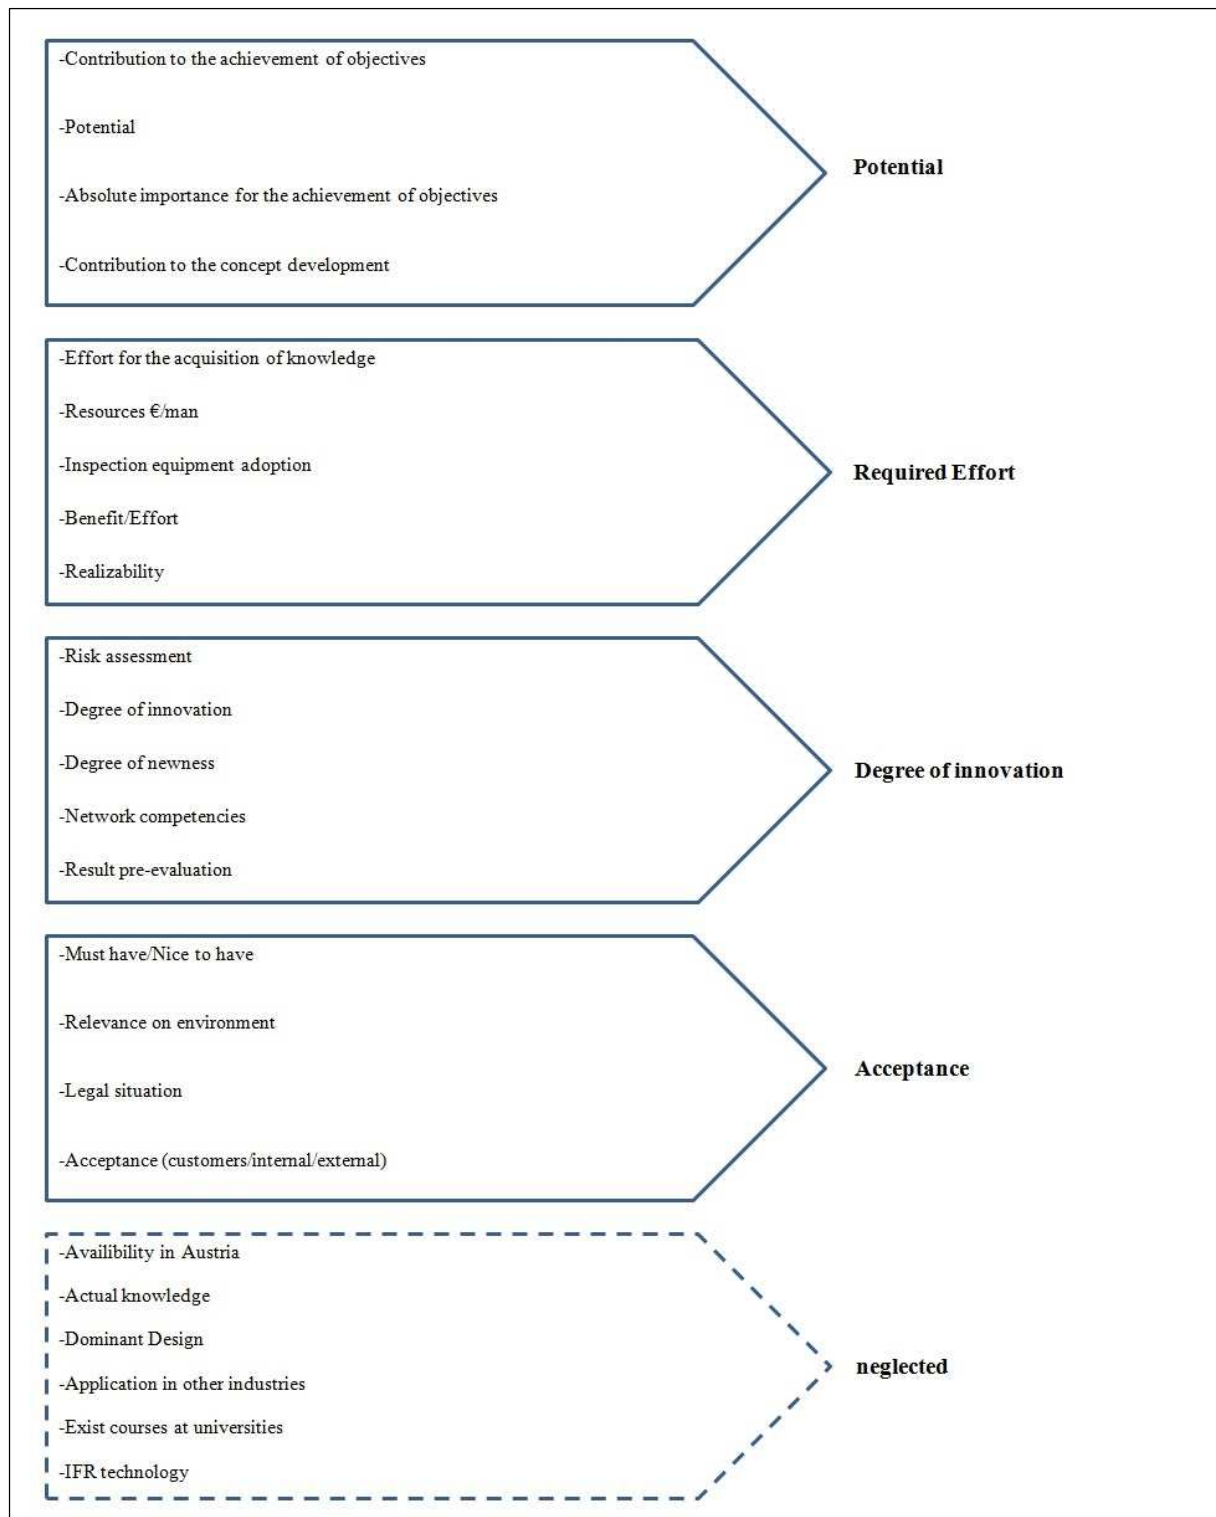 -Contribution to the achievement of objectives
-Potential
-Absolute importance for the achievement of objectives
-Contribution to the concept development
Potential
-Effort for the acquisition of knowledge
-Resources €/man
-Inspection equipment adoption
-Benefit/Effort
-Realizability
Required Effort
-Risk assessment
-Degree of innovation
-Degree of newness
-Network competencies
-Result pre-evaluation
Degree of innovation
-Must have/Nice to have
-Relevance on environment
-Legal situation
-Acceptance (customers/internal/external)
Acceptance
-Availibility in Austria
-Actual knowledge
-Dominant Design
-Application in other industries
-Exist courses at universities
-IFR technology
neglected